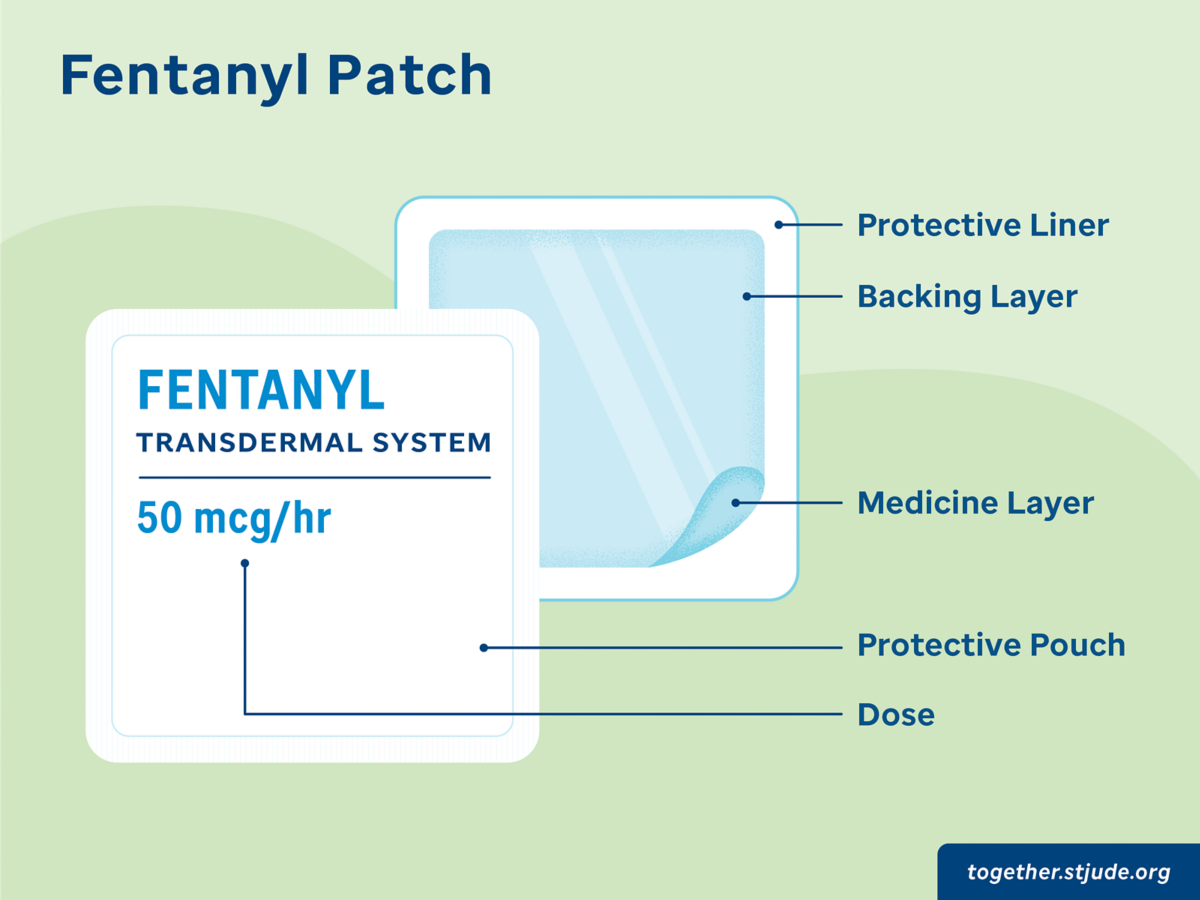 Fentanyl Patch
Protective Liner
Backing Layer
FENTANYL
TRANSDERMAL SYSTEM
50 mcg/hr
Medicine Layer
Protective Pouch
Dose
together.stjude.org